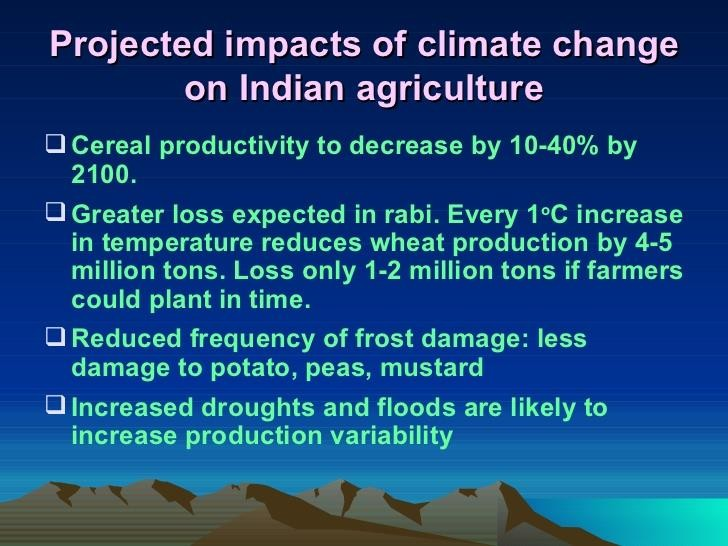 Projected impacts of climate change
on Indian agriculture
❑ Cereal productivity to decrease by 10-40% by
2100.
❑ Greater loss expected in rabi. Every 1ºC increase
in temperature reduces wheat production by 4-5
million tons. Loss only 1-2 million tons if farmers
could plant in time.
❑ Reduced frequency of frost damage: less
damage to potato, peas, mustard
❑ Increased droughts and floods are likely to
increase production variability